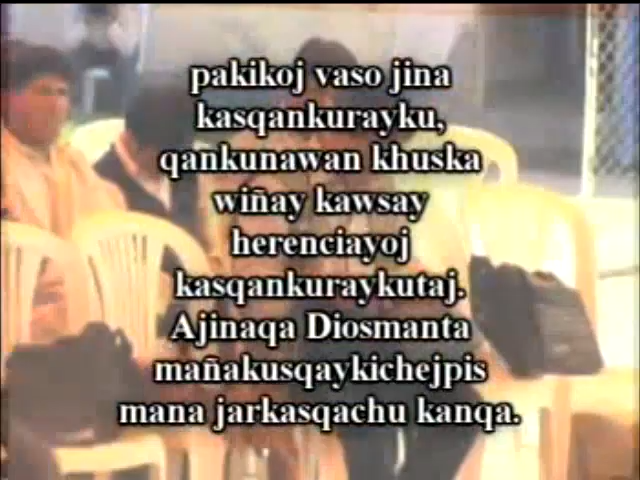 pakikoj vaso jina
kasqankurayku,
qankunawan khuska
wiñay kawsay
herenciayoj
kasqankuraykutaj.
Ajinaqa Diosmanta
mañakusqaykichejpis
mana jarkasqachu kanqa.